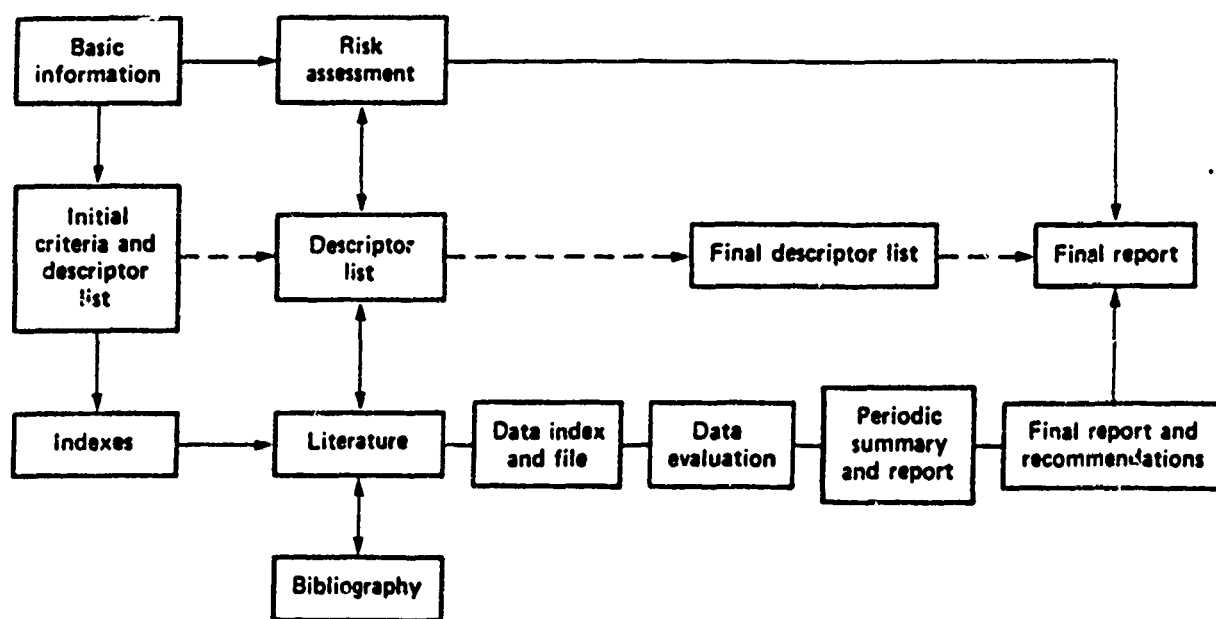 Basic
information
Risk
assessment
Initial
criteria and
descriptor
list
Descriptor
list
Final descriptor list
Final report
Indexes
Literature
Data index
and file
Data
evaluation
Periodic
summary
and report
Final report and
recommendations
Bibliography